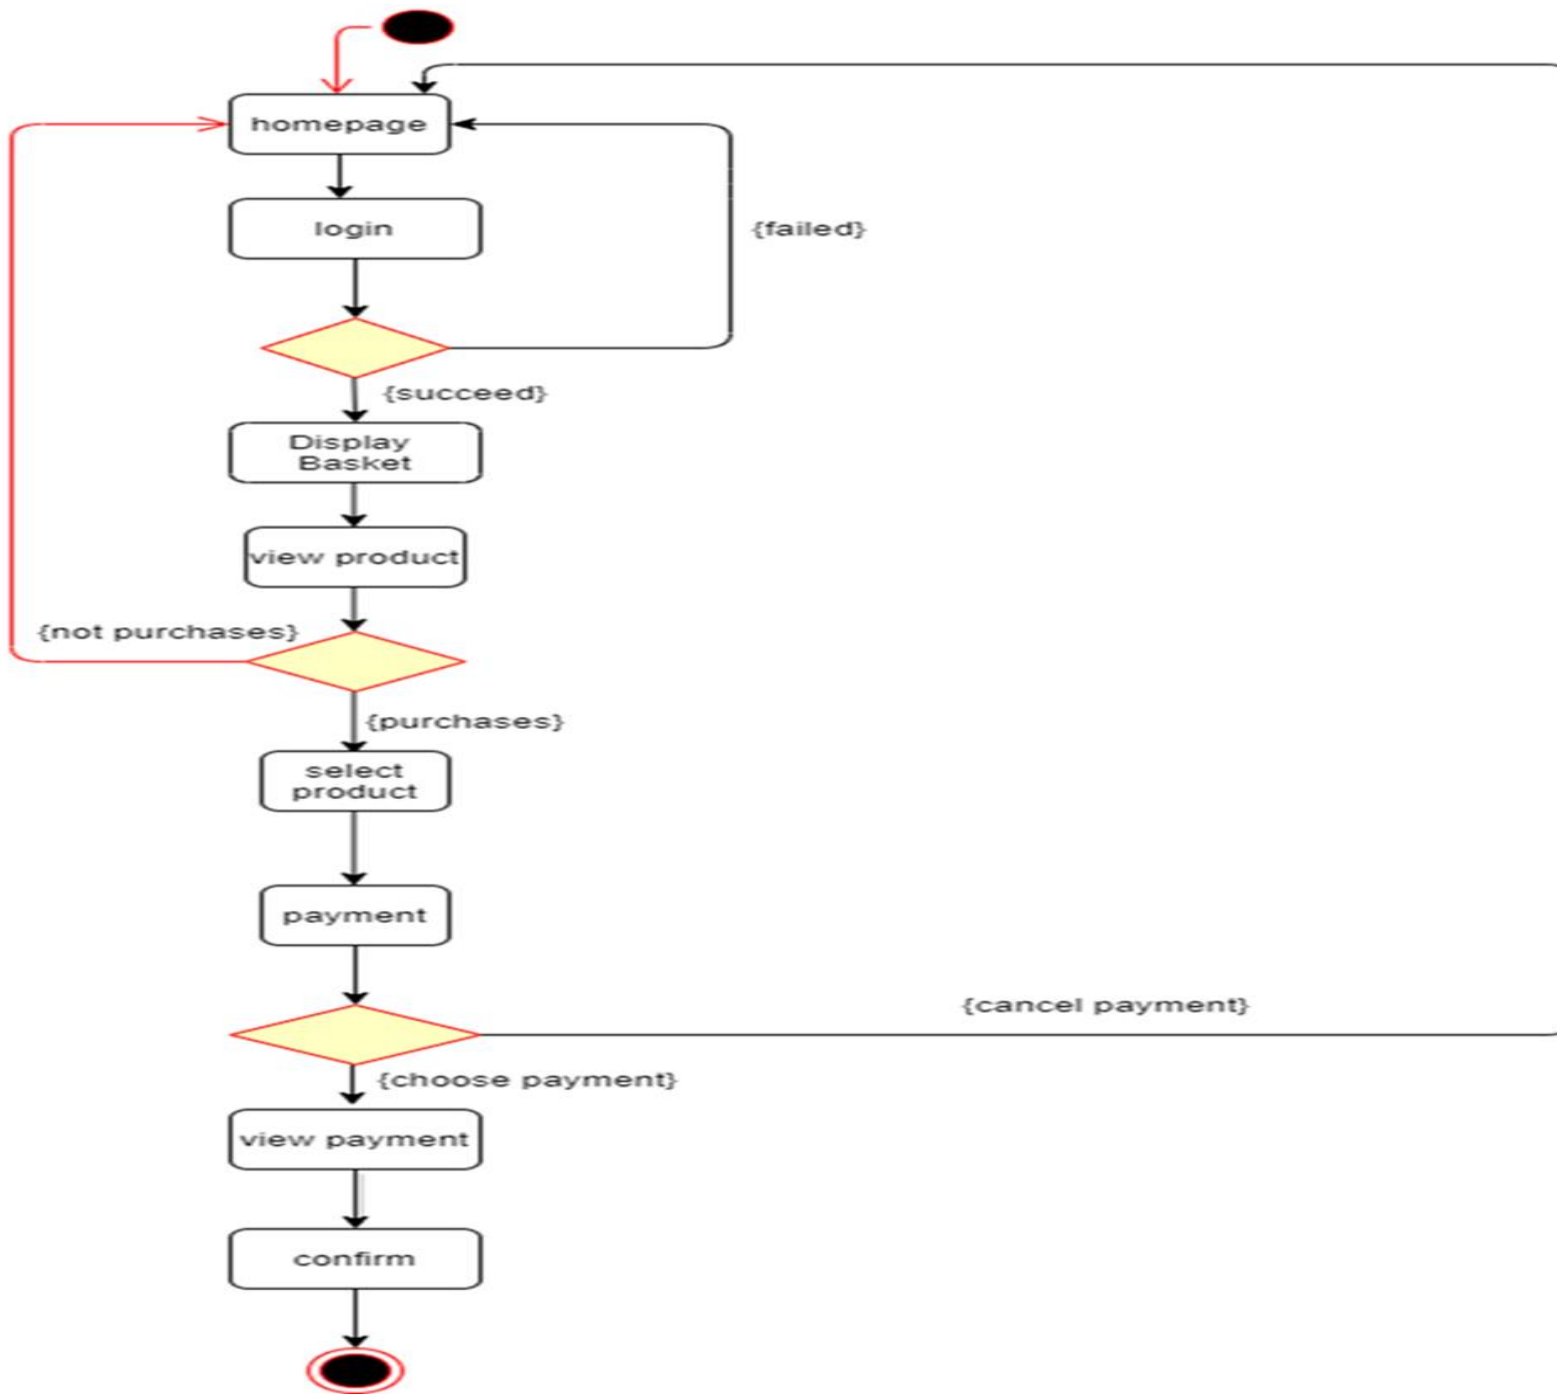 homepage
login
{failed}
{succeed}
Display
Basket
view product
{not purchases}
{purchases}
select
product
payment
{cancel payment}
{choose payment}
view payment
confirm